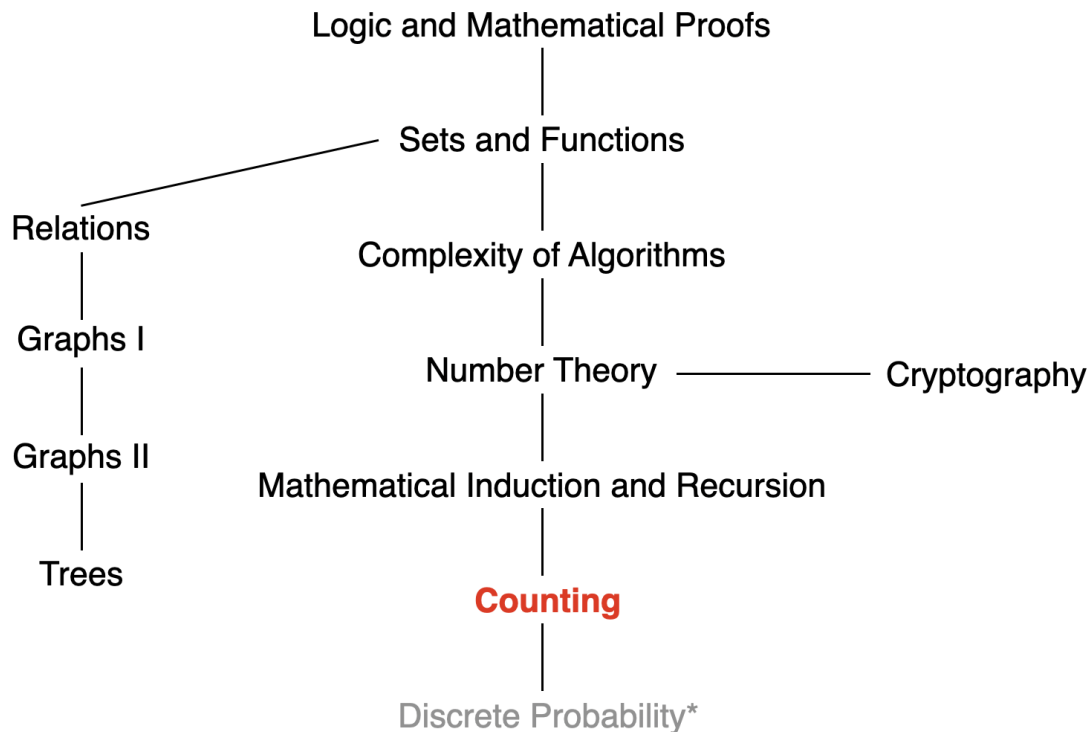 Logic and Mathematical Proofs
Sets and Functions
Relations
Complexity of Algorithms
Graphs I
Number Theory
Cryptography
Graphs II
Mathematical Induction and Recursion
Trees
Counting
Discrete Probability*